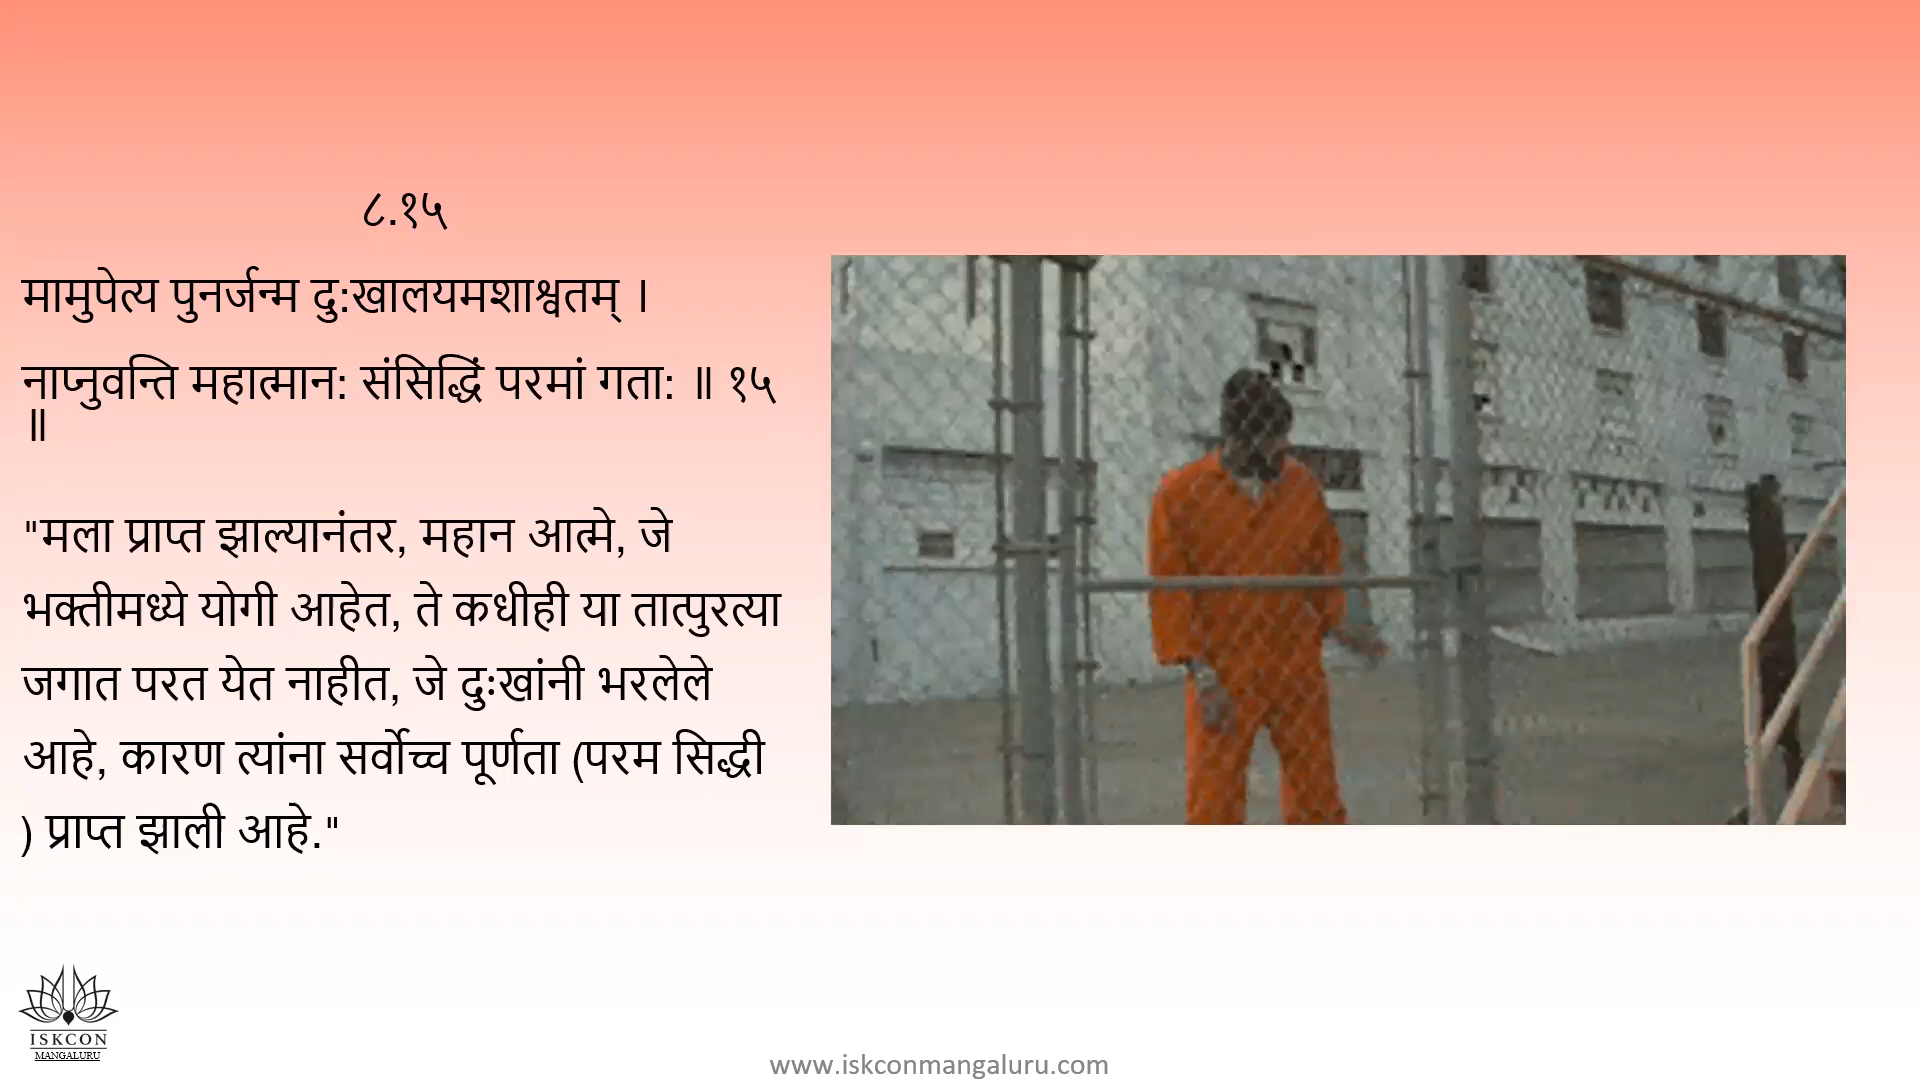 ८.१५
मामुपेत्य पुनर्जन्म दु:खालयमशाश्वतम् ।
नाप्नुवन्ति महात्मान: संसिद्धिं परमां गता: ॥ १५
॥
"मला प्राप्त झाल्यानंतर, महान आत्मे, जे
भक्तीमध्ये योगी आहेत, ते कधीही या तात्पुरत्या
जगात परत येत नाहीत, जे दुःखांनी भरलेले
आहे, कारण त्यांना सर्वोच्च पूर्णता (परम सिद्धी
) प्राप्त झाली आहे."
ISKCON
MANGALURU
www.iskconmangaluru.com